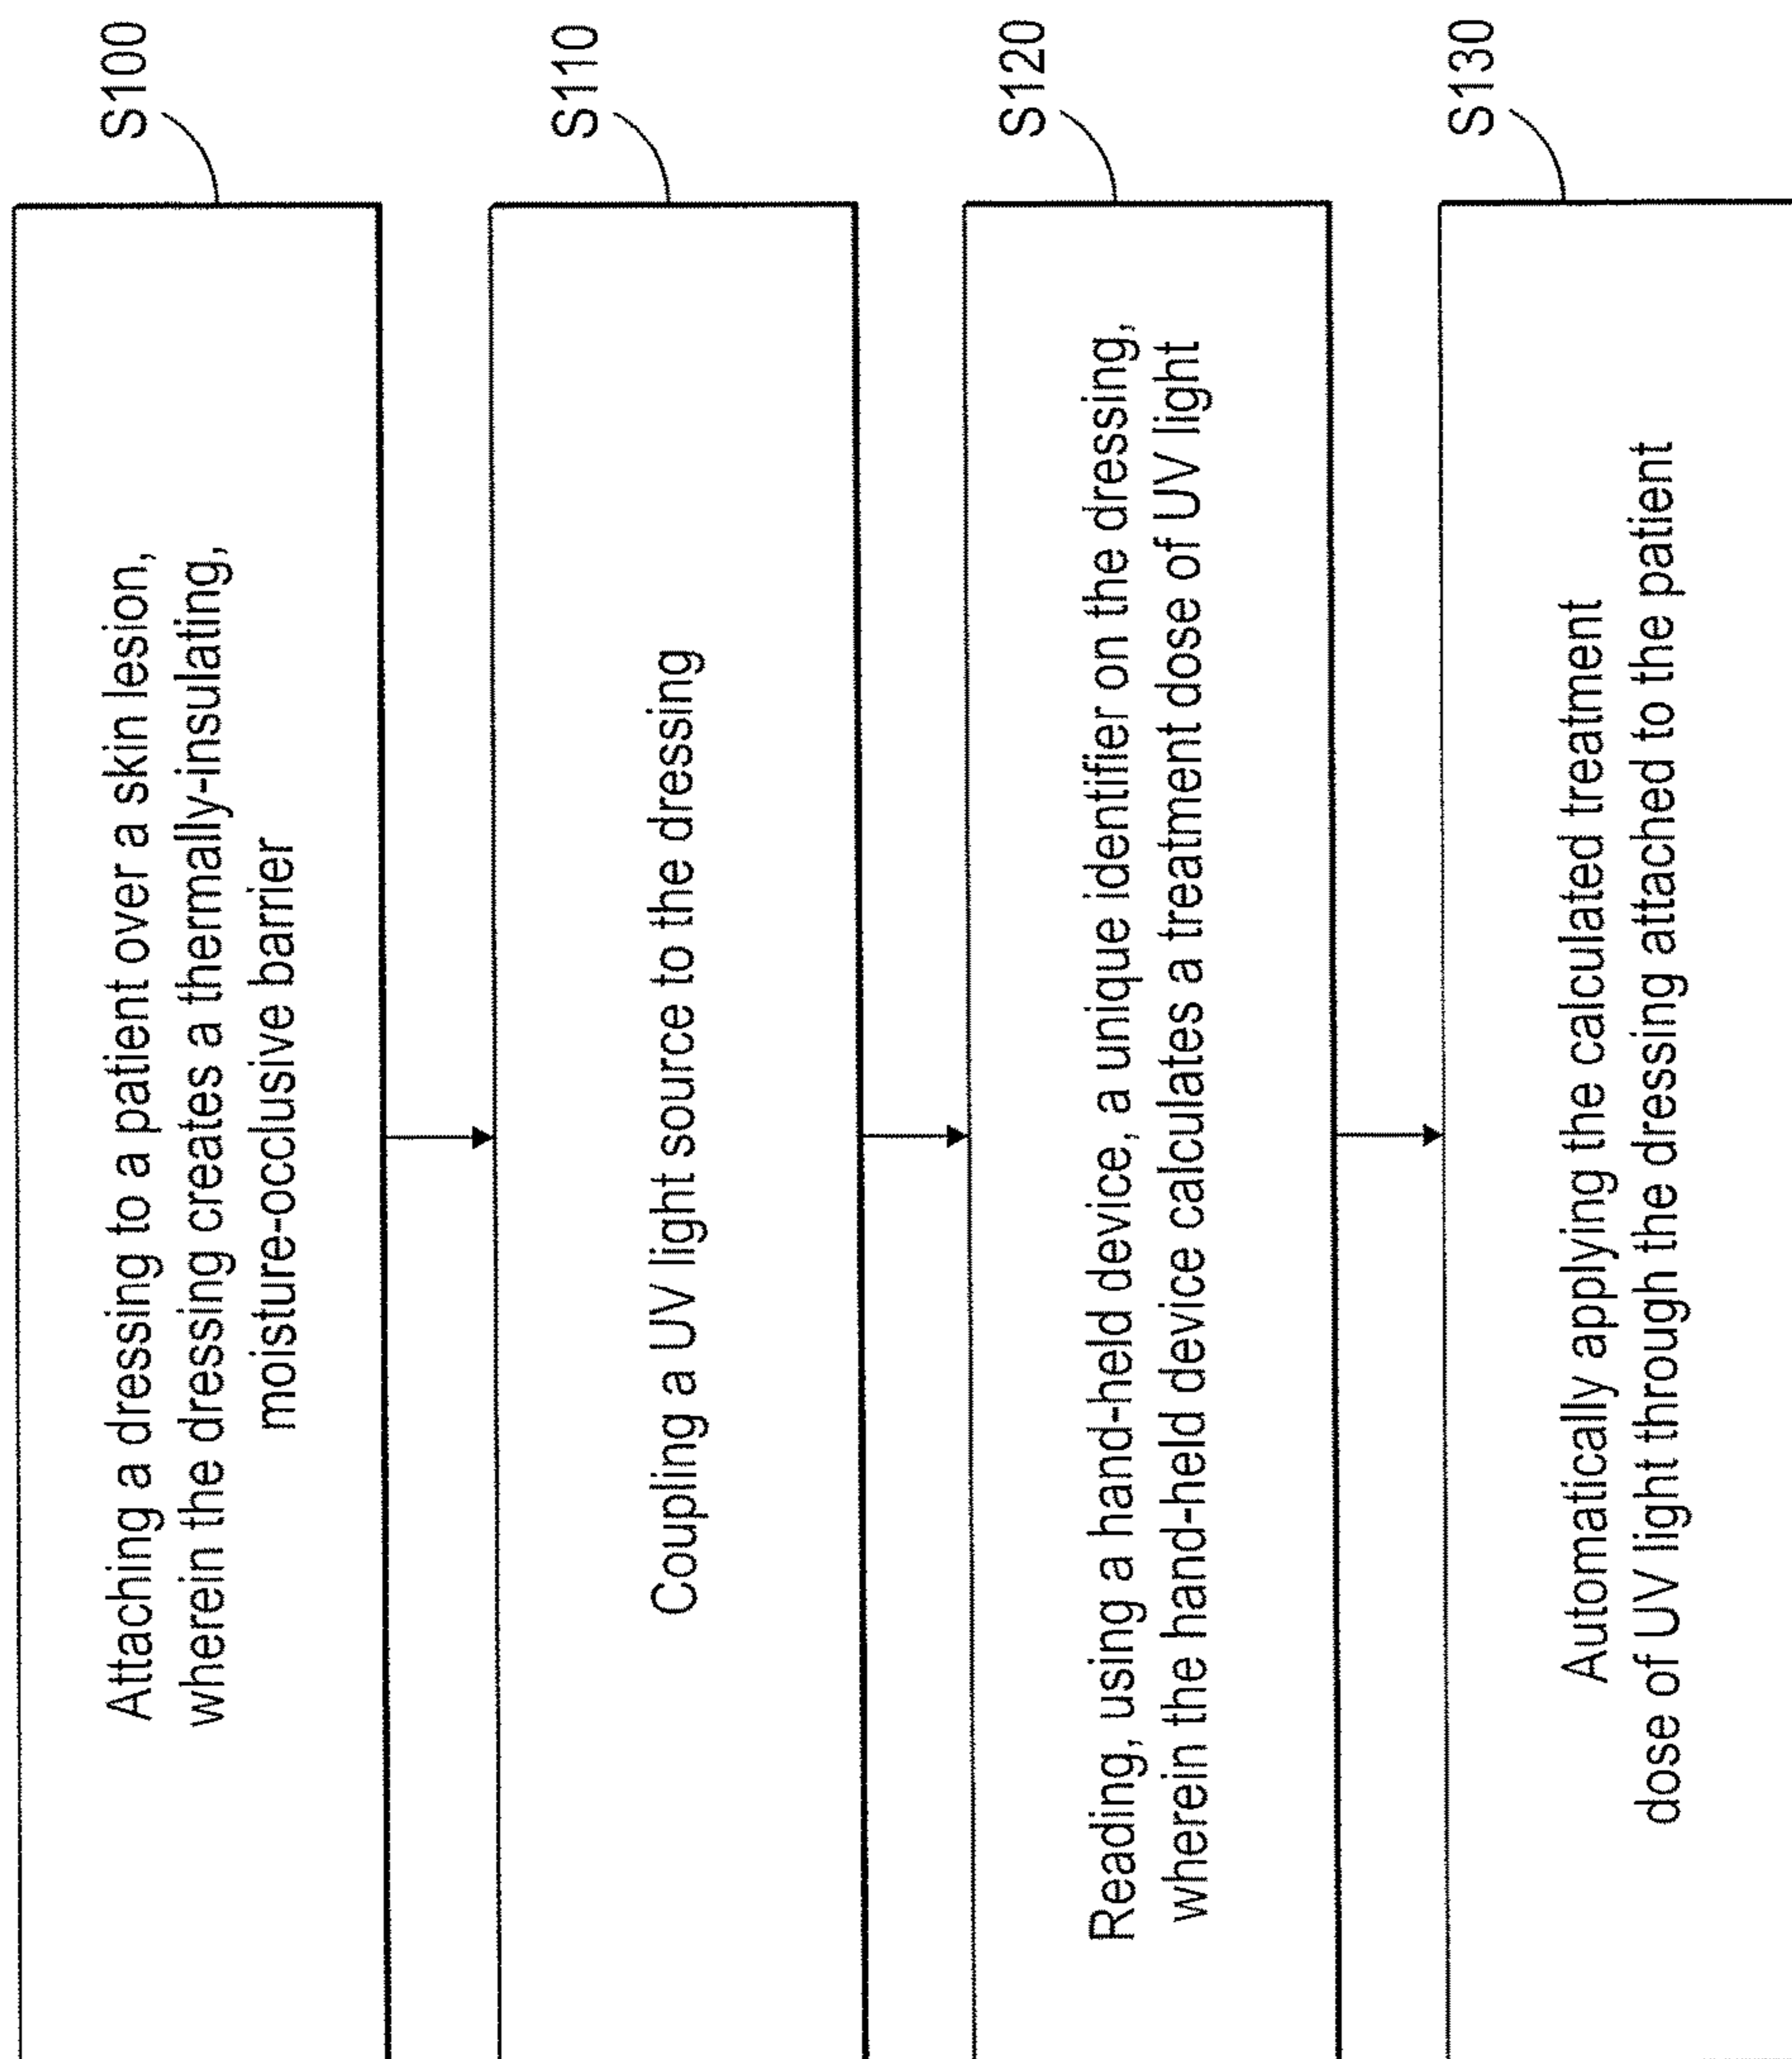 Attaching a dressing to a patient over a skin lesion,
wherein the dressing creates a thermally-insulating,
moisture-occlusive barrier
S100
Coupling a UV light source to the dressing
S110
Reading, using a hand-held device, a unique identifier on the dressing,
wherein the hand-held device calculates a treatment dose of UV light
S120
Automatically applying the calculated treatment
dose of UV light through the dressing attached to the patient
S130